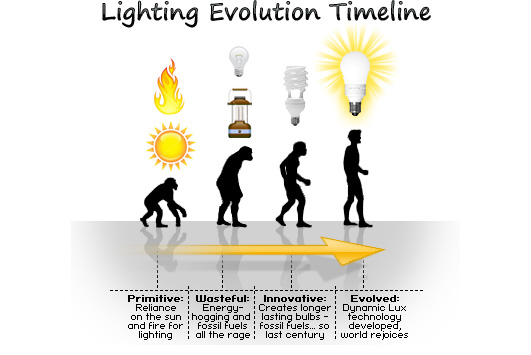 Lighting Evolution Timeline
Primitive:
Reliance
on the sun
and fire for
lighting
Wasteful:
Energy-
hogging and
fossil fuels
all the rage
Innovative:
Creates longer
lasting bulbs -
fossil fuels... so
last century
Evolved:
Dynamic Lux
technology
developed,
world rejoices